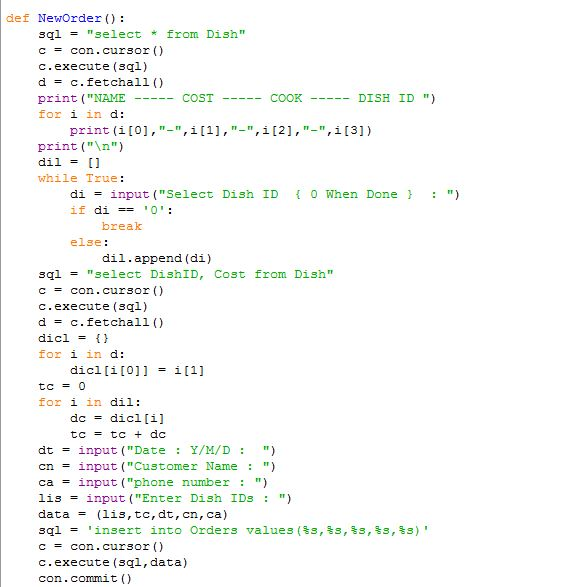 def NewOrder():
    sql = "select * from Dish"
    c = con.cursor()
    c.execute(sql)
    d = c.fetchall()
    print("NAME ----- COST ----- COOK ----- DISH ID ")
    for i in d:
        print(i[0],"-",i[1],"-",i[2],"-",i[3])
    print("\n")
    dil = []
    while True:
        di = input("Select Dish ID  { 0 When Done }  : ")
        if di == '0':
            break
        else:
            dil.append(di)
    sql = "select DishID, Cost from Dish"
    c = con.cursor()
    c.execute(sql)
    d = c.fetchall()
    dicl = {}
    for i in d:
        dicl[i[0]] = i[1]
    tc = 0
    for i in dil:
        dc = dicl[i]
        tc = tc + dc
    dt = input("Date : Y/M/D :  ")
    cn = input("Customer Name : ")
    ca = input("phone number : ")
    lis = input("Enter Dish IDs : ")
    data = (lis,tc,dt,cn,ca)
    sql = 'insert into Orders values(%s,%s,%s,%s,%s)'
    c = con.cursor()
    c.execute(sql,data)
    con.commit()